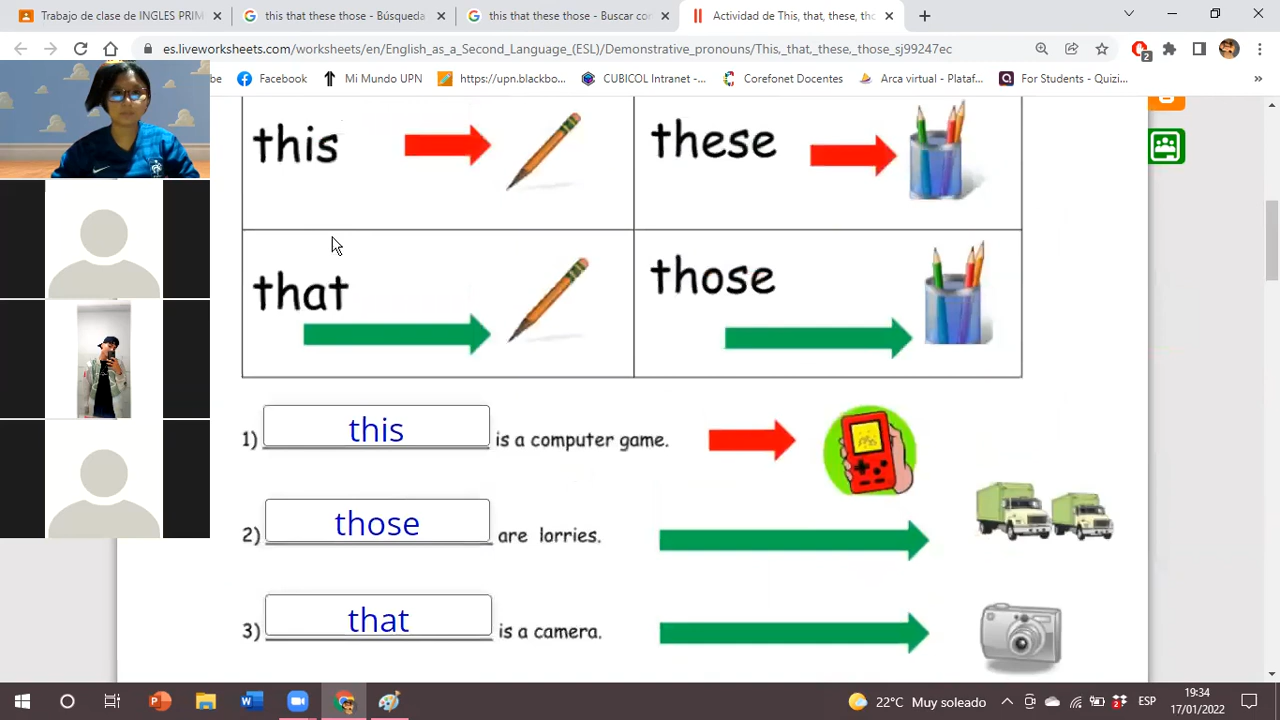 Trabajo de clase de INGLES PRIM
this that these those - Búsqueda
this that these those - Buscar con
Actividad de This, that, these, tho
es.liveworksheets.com/worksheets/en/English_as_a_Second_Language_(ESL)/Demonstrative_pronouns/This,_that,_these,_those_sj99247ec
2
be
Facebook
Mi Mundo UPN
https://upn.blackbo...
CUBICOL Intranet -...
Corefonet Docentes
Arca virtual - Plataf...
For Students - Quizi...
»
this
these
that
those
1) this is a computer game.
2) those are lorries.
3) that is a camera.
22°C Muy soleado
ESP
19:34
17/01/2022